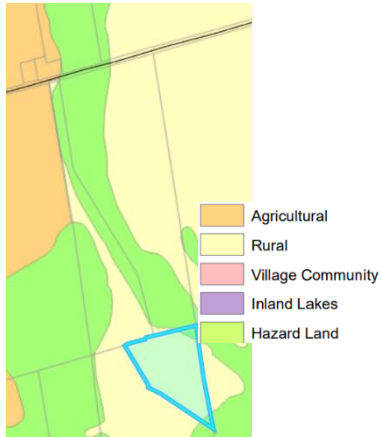 Agricultural
Rural
Village Community
Inland Lakes
Hazard Land